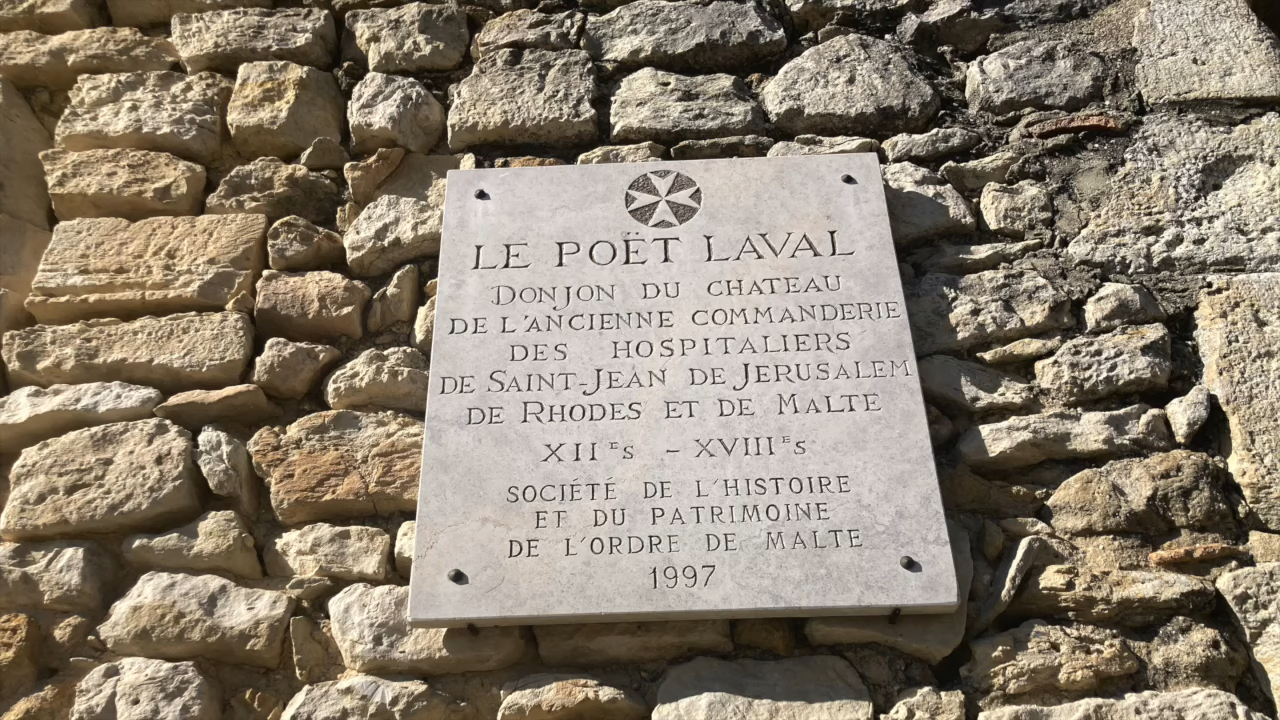 LE POËT LAVAL
DONJON DU CHATEAU
DE L'ANCIENNE COMMANDERIE
DES HOSPITALIERS
DE SAINT-JEAN DE JERUSALEM
DE RHODES ET DE MALTE
XIIᴱS - XVIIIᴱS
SOCIÉTÉ DE L'HISTOIRE
ET DU PATRIMOINE
DE L'ORDRE DE MALTE
1997